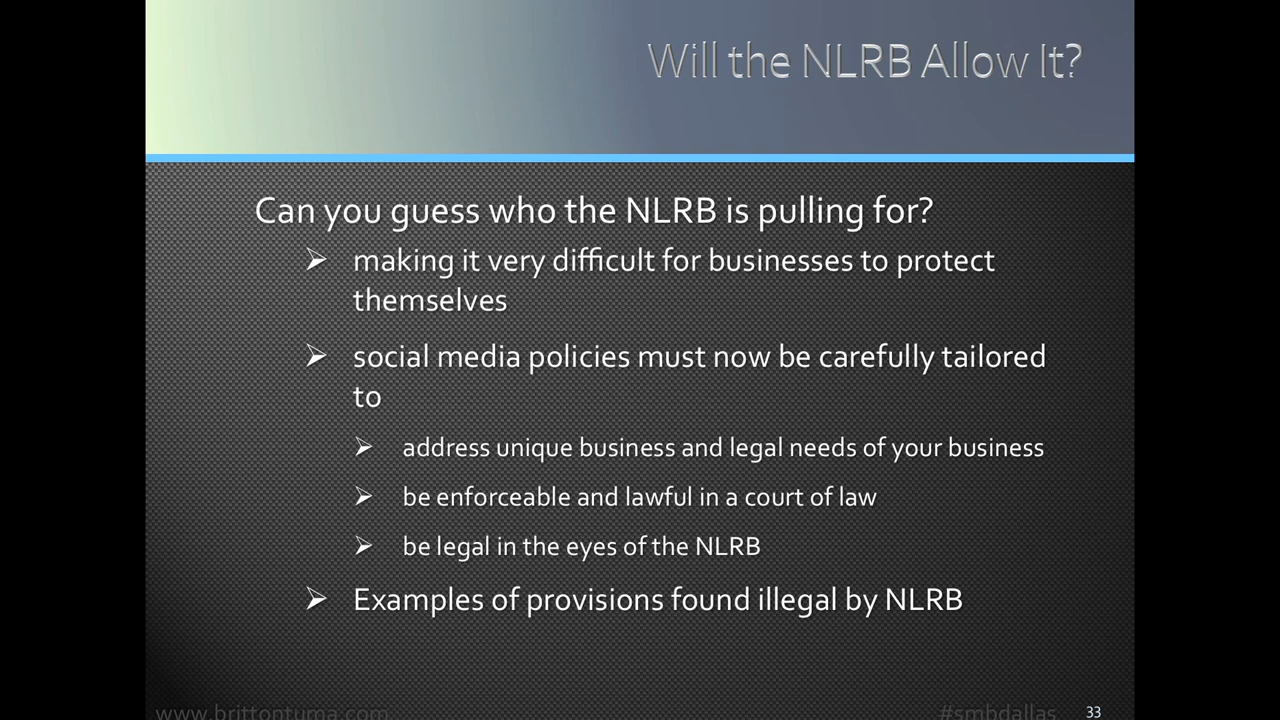 Will the NLRB Allow It?
Can you guess who the NLRB is pulling for?
making it very difficult for businesses to protect
themselves
social media policies must now be carefully tailored
to
address unique business and legal needs of your business
be enforceable and lawful in a court of law
be legal in the eyes of the NLRB
Examples of provisions found illegal by NLRB
www.brittontuma.com
#smbdallas
33